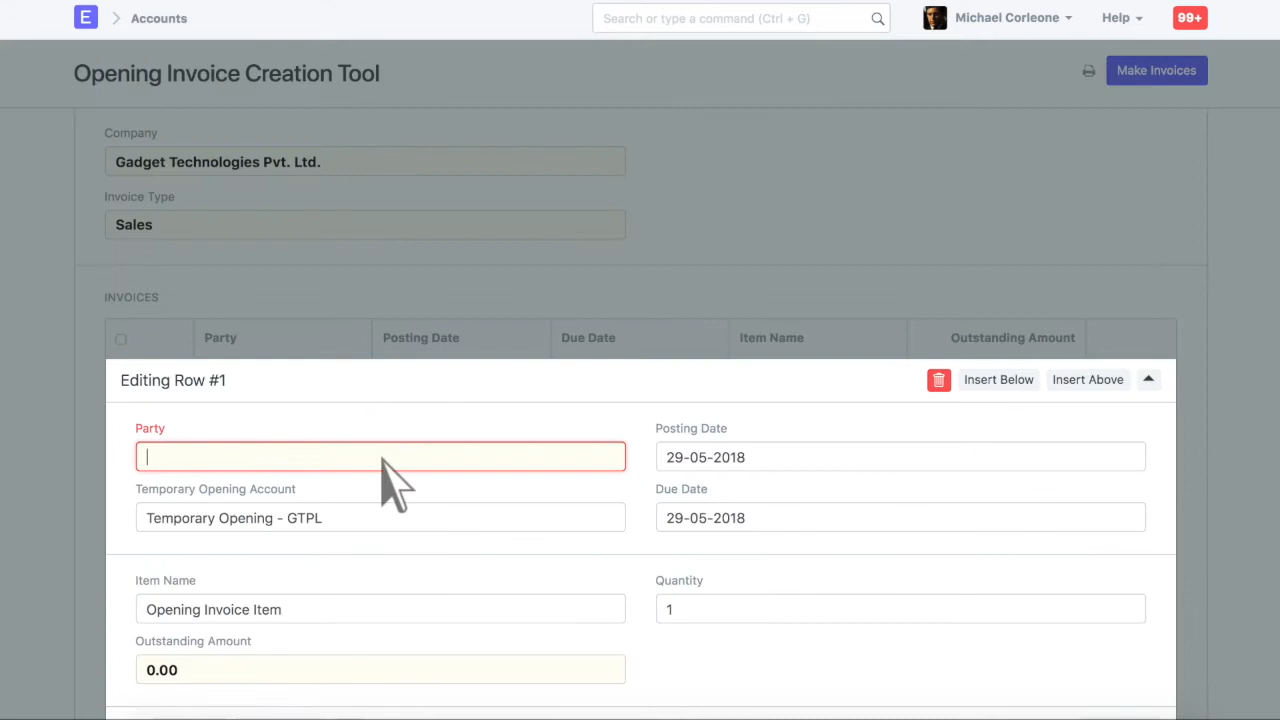 E Accounts Search or type a command (Ctrl + G) Michael Corleone Help 99+
Opening Invoice Creation Tool Make Invoices
Company
Gadget Technologies Pvt. Ltd.
Invoice Type
Sales
INVOICES
Party Posting Date Due Date Item Name Outstanding Amount
Editing Row #1 Insert Below Insert Above
Party Posting Date
29-05-2018
Temporary Opening Account Due Date
Temporary Opening - GTPL 29-05-2018
Item Name Quantity
Opening Invoice Item 1
Outstanding Amount
0.00